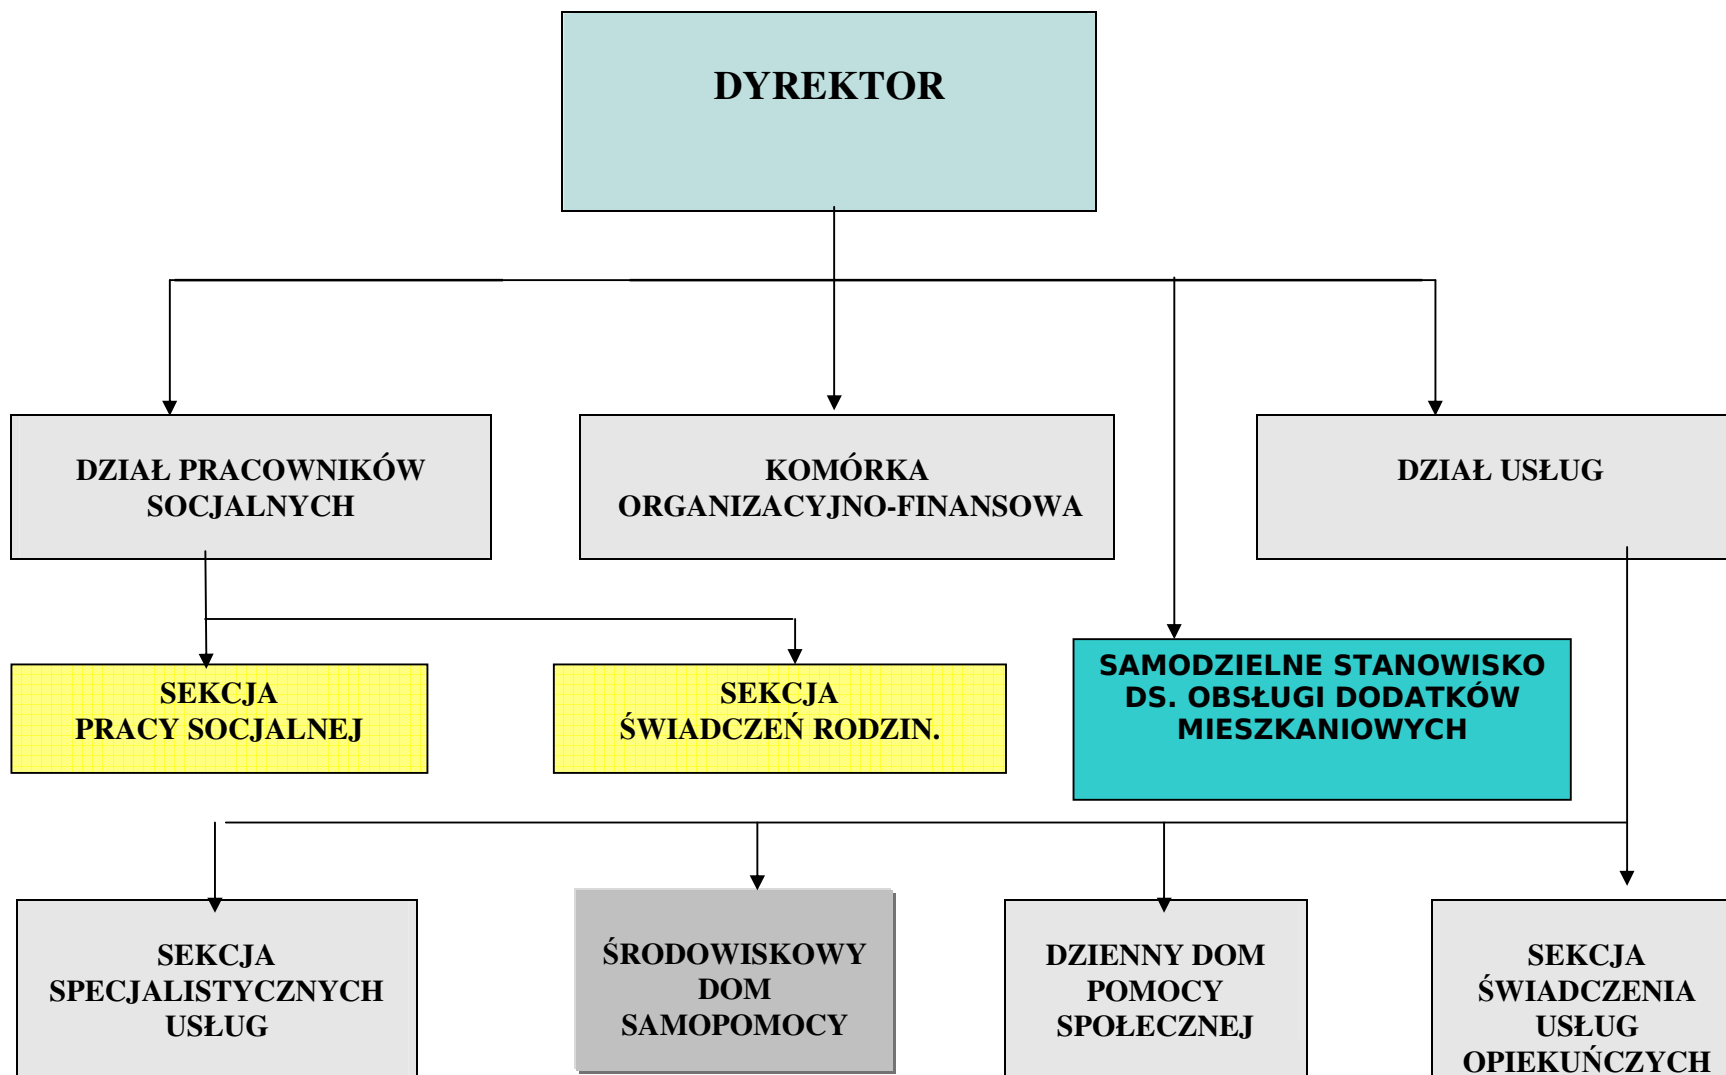 DYREKTOR
DZIAŁ PRACOWNIKÓW
SOCJALNYCH
KOMÓRKA
ORGANIZACYJNO-FINANSOWA
DZIAŁ USŁUG
SEKCJA
PRACY SOCJALNEJ
SEKCJA
ŚWIADCZEŃ RODZIN.
SAMODZIELNE STANOWISKO
DS. OBSŁUGI DODATKÓW
MIESZKANIOWYCH
SEKCJA
SPECJALISTYCZNYCH
USŁUG
ŚRODOWISKOWY
DOM
SAMOPOMOCY
DZIENNY DOM
POMOCY
SPOŁECZNEJ
SEKCJA
ŚWIADCZENIA
USŁUG
OPIEKUŃCZYCH